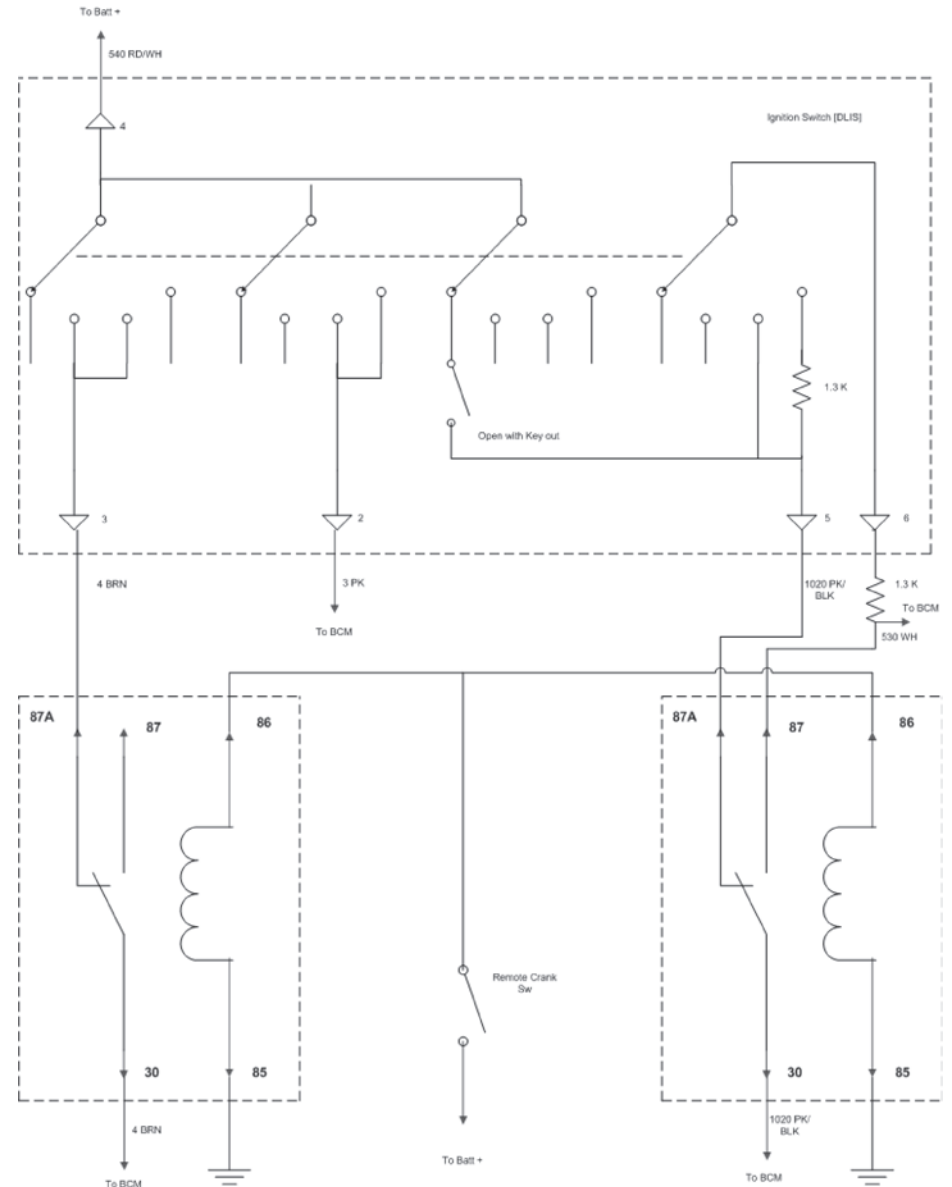 To Batt +
540 RD/WH
4
Ignition Switch [DLIS]
1.3 K
Open with Key out
3
2
5
6
4 BRN
3 PK
1020 PK/
BLK
1.3 K
To BCM
530 WH
To BCM
87A
87
86
87A
87
86
Remote Crank
Sw
30
85
30
85
4 BRN
To BCM
To Batt +
1020 PK/
BLK
To BCM